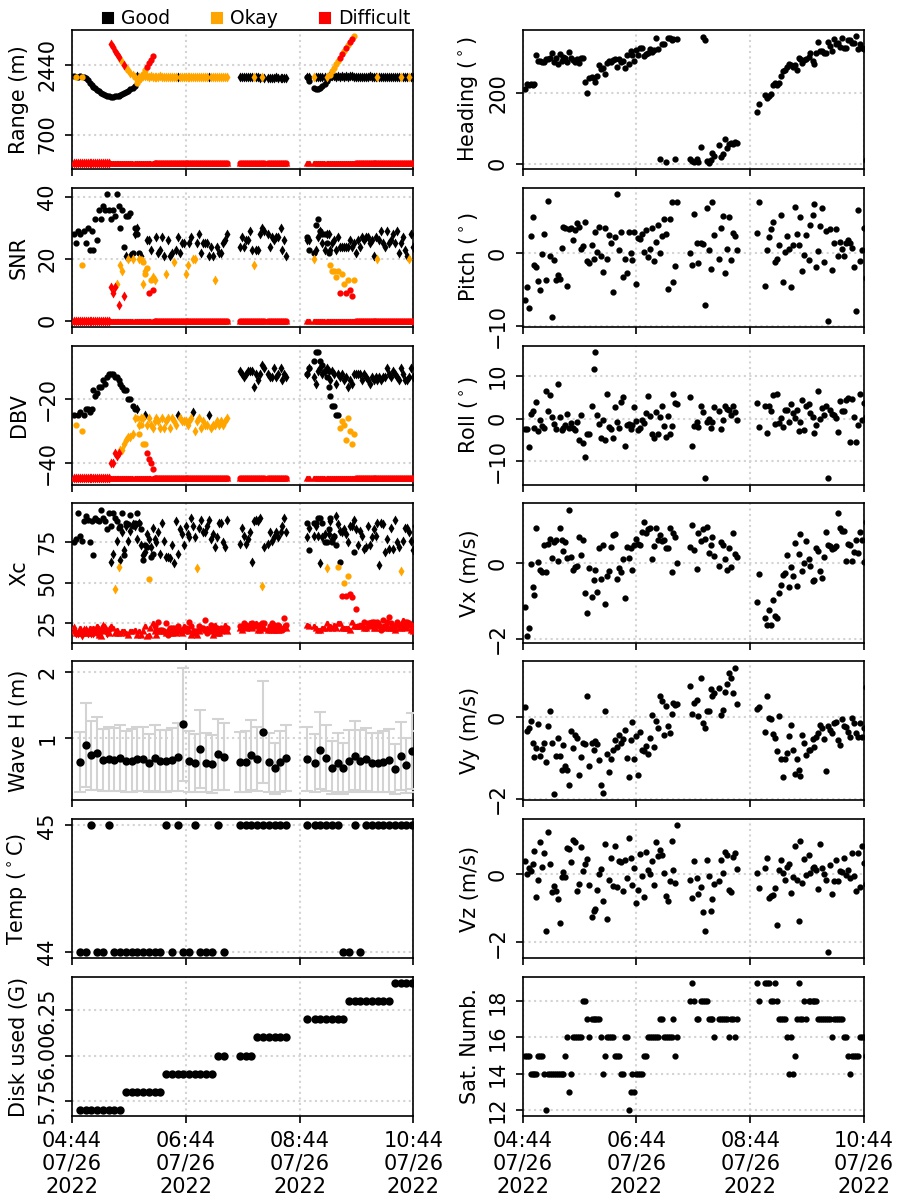 Good Okay Difficult
Range (m)
2440
700
Heading (°)
200
0
SNR
40
20
0
Pitch (°)
0
−10
DBV
−20
−40
Roll (°)
10
0
−10
Xc
75
50
25
Vx (m/s)
0
−2
Wave H (m)
2
1
Vy (m/s)
0
−2
Temp (°C)
45
44
Vz (m/s)
0
−2
Disk used (G)
6.25
6.00
5.75
Sat. Numb.
18
16
14
12
04:44 06:44 08:44 10:44
07/26 07/26 07/26 07/26
2022 2022 2022 2022
04:44 06:44 08:44 10:44
07/26 07/26 07/26 07/26
2022 2022 2022 2022